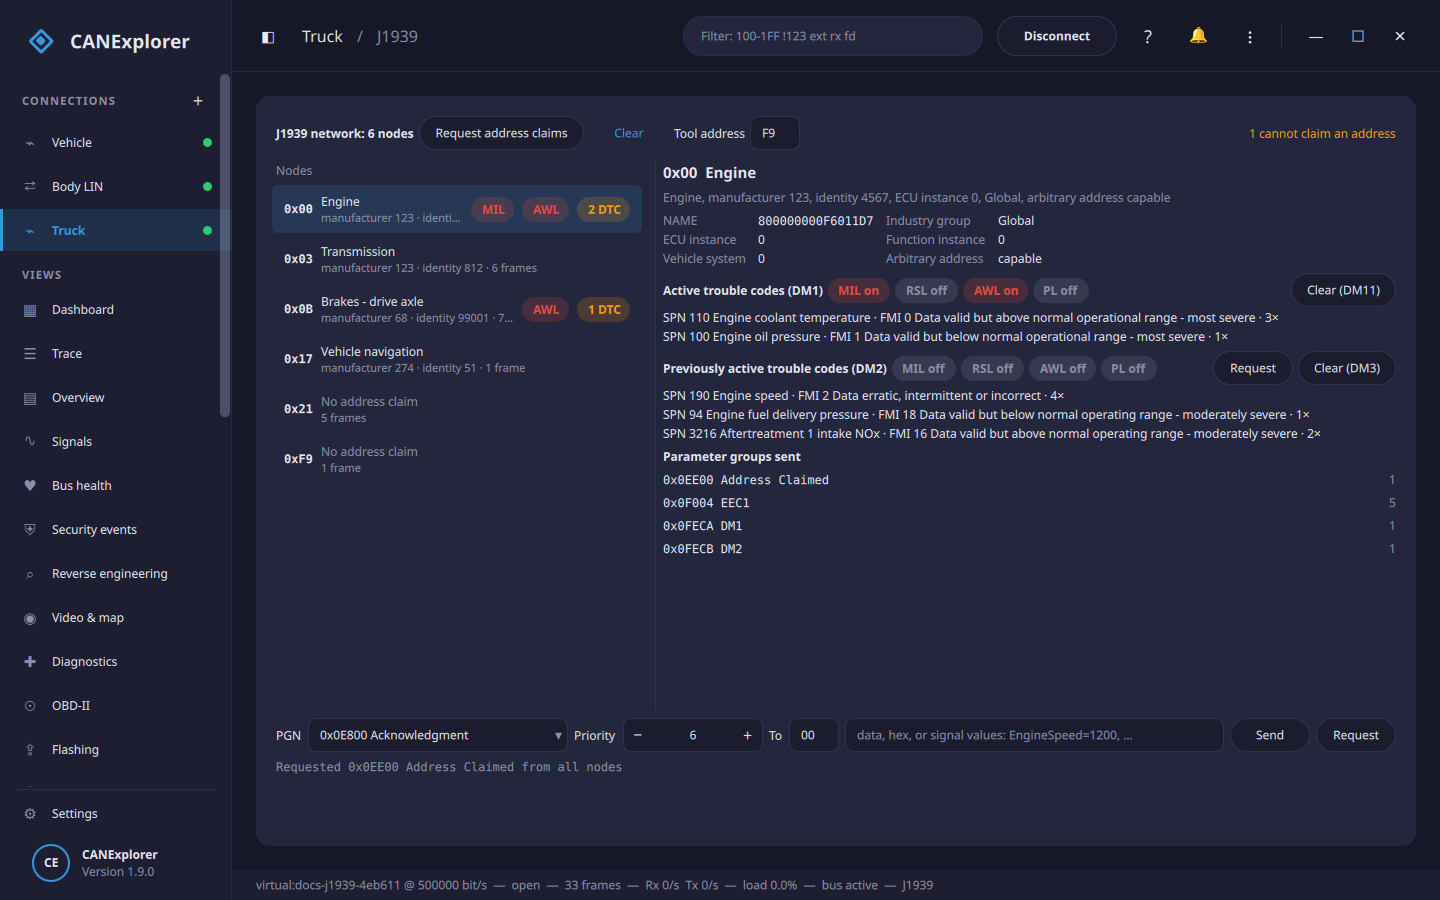 CANExplorer
CONNECTIONS +
Vehicle
Body LIN
Truck
VIEWS
Dashboard
Trace
Overview
Signals
Bus health
Security events
Reverse engineering
Video & map
Diagnostics
OBD-II
Flashing
Settings
CE
CANExplorer
Version 1.9.0
Truck / J1939
Filter: 100-1FF !123 ext rx fd
Disconnect
?
J1939 network: 6 nodes
Request address claims
Clear
Tool address F9
1 cannot claim an address
Nodes
0x00 Engine
manufacturer 123 · identi...
MIL AWL 2 DTC
0x03 Transmission
manufacturer 123 · identity 812 · 6 frames
0x0B Brakes - drive axle
manufacturer 68 · identity 99001 · 7...
AWL 1 DTC
0x17 Vehicle navigation
manufacturer 274 · identity 51 · 1 frame
0x21 No address claim
5 frames
0xF9 No address claim
1 frame
0x00 Engine
Engine, manufacturer 123, identity 4567, ECU instance 0, Global, arbitrary address capable
NAME 800000000F6011D7 Industry group Global
ECU instance 0 Function instance 0
Vehicle system 0 Arbitrary address capable
Active trouble codes (DM1) MIL on RSL off AWL on PL off Clear (DM11)
SPN 110 Engine coolant temperature · FMI 0 Data valid but above normal operational range - most severe · 3×
SPN 100 Engine oil pressure · FMI 1 Data valid but below normal operational range - most severe · 1×
Previously active trouble codes (DM2) MIL off RSL off AWL off PL off Request Clear (DM3)
SPN 190 Engine speed · FMI 2 Data erratic, intermittent or incorrect · 4×
SPN 94 Engine fuel delivery pressure · FMI 18 Data valid but below normal operating range - moderately severe · 1×
SPN 3216 Aftertreatment 1 intake NOx · FMI 16 Data valid but above normal operating range - moderately severe · 2×
Parameter groups sent
0x0EE00 Address Claimed 1
0x0F004 EEC1 5
0x0FECA DM1 1
0x0FECB DM2 1
PGN 0x0E800 Acknowledgment Priority − 6 + To 00 data, hex, or signal values: EngineSpeed=1200, ... Send Request
Requested 0x0EE00 Address Claimed from all nodes
virtual:docs-j1939-4eb611 @ 500000 bit/s — open — 33 frames — Rx 0/s Tx 0/s — load 0.0% — bus active — J1939